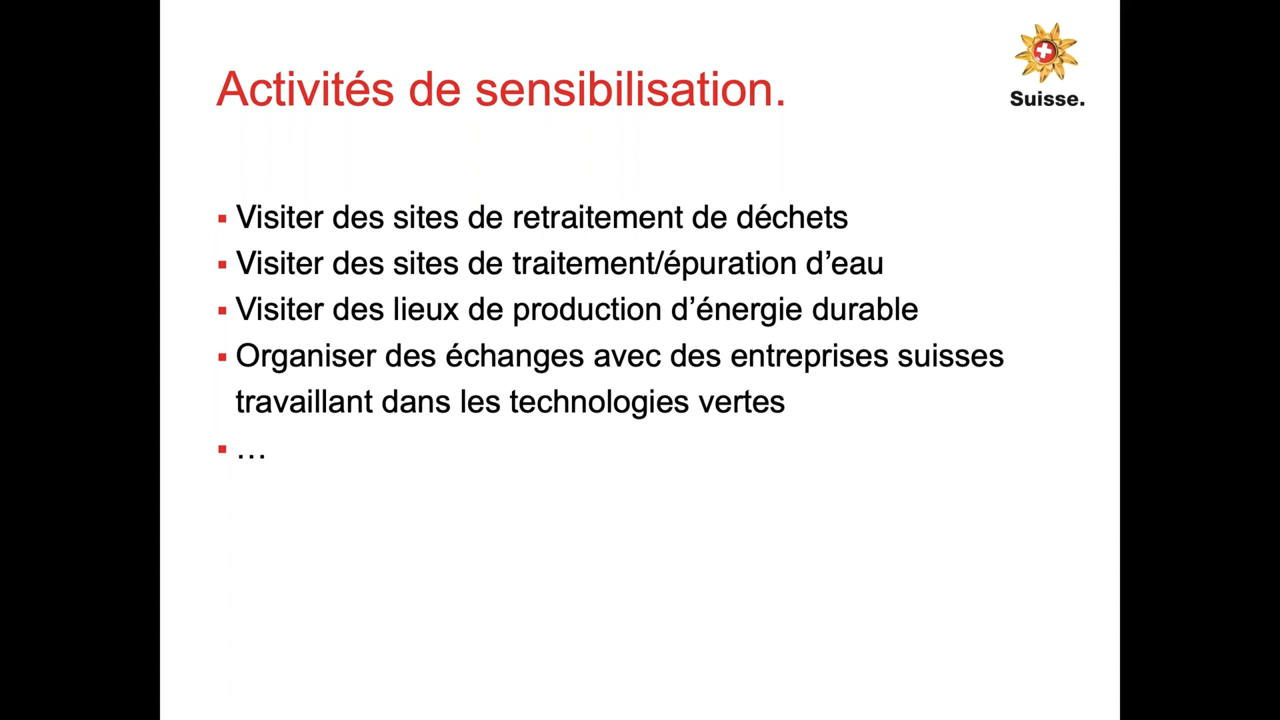 Activités de sensibilisation.
Suisse.
▪ Visiter des sites de retraitement de déchets
▪ Visiter des sites de traitement/épuration d’eau
▪ Visiter des lieux de production d’énergie durable
▪ Organiser des échanges avec des entreprises suisses
travaillant dans les technologies vertes
▪ …